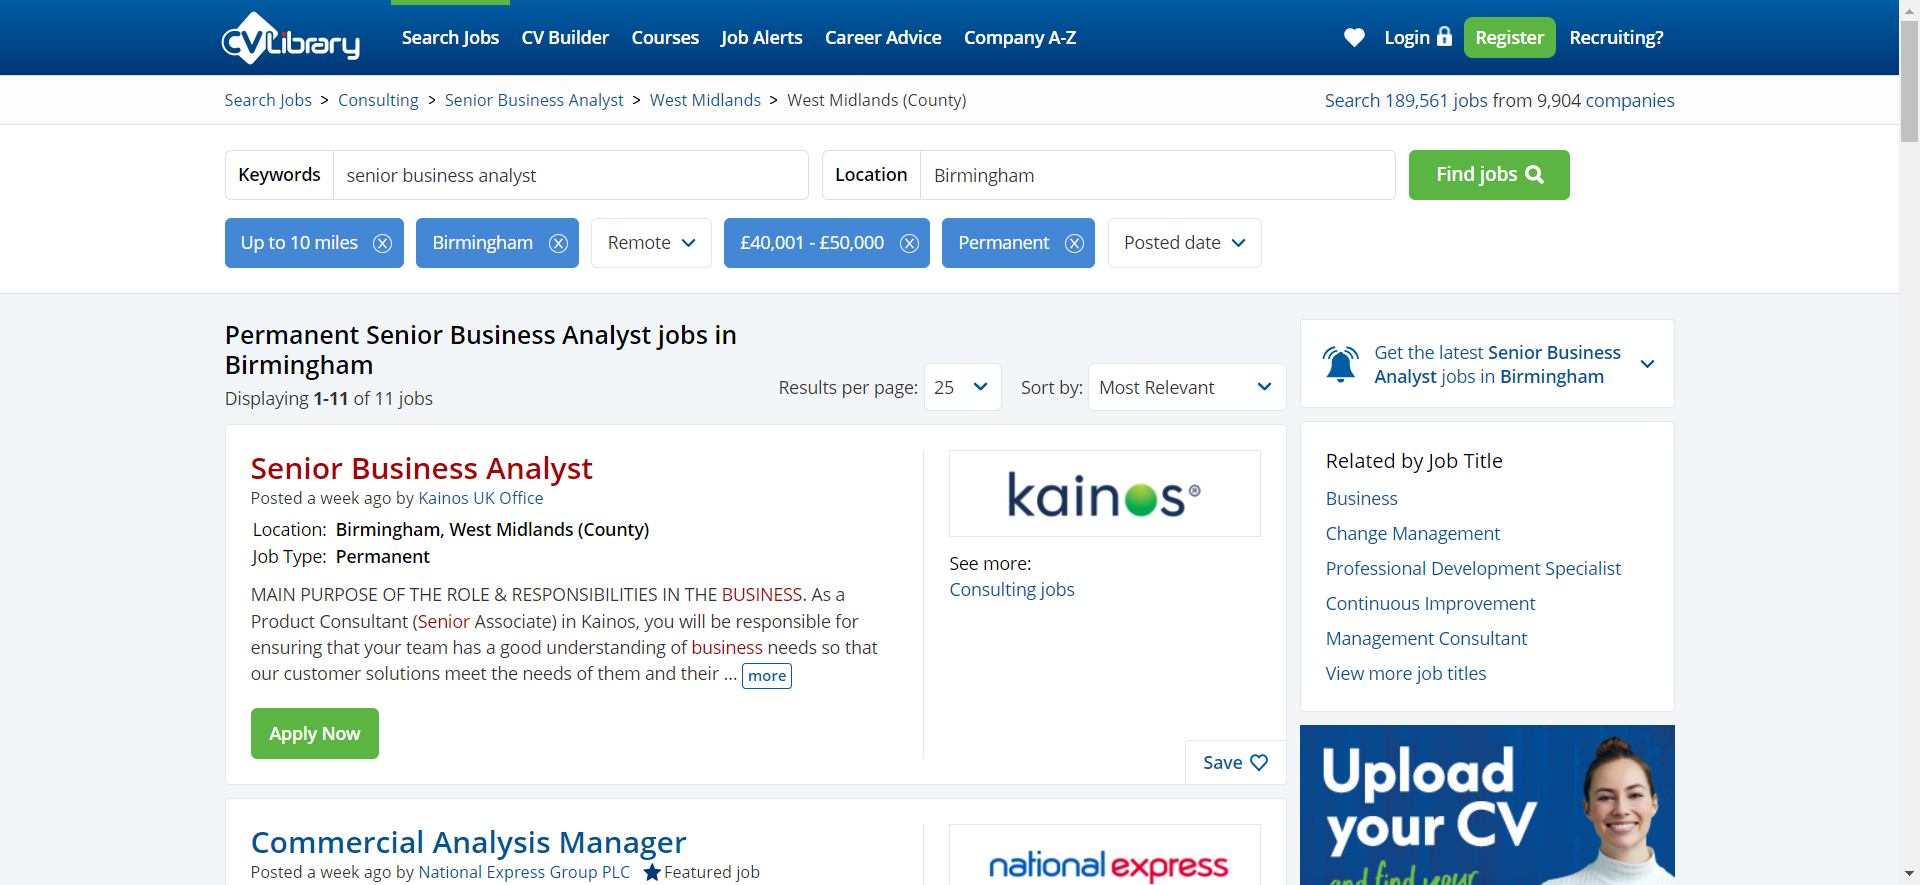 CVLibrary
Search Jobs
CV Builder
Courses
Job Alerts
Career Advice
Company A-Z
Login
Register
Recruiting?
Search Jobs > Consulting > Senior Business Analyst > West Midlands > West Midlands (County)
Search 189,561 jobs from 9,904 companies
Keywords
senior business analyst
Location
Birmingham
Find jobs
Up to 10 miles
Birmingham
Remote
£40,001 - £50,000
Permanent
Posted date
Permanent Senior Business Analyst jobs in
Birmingham
Displaying 1-11 of 11 jobs
Results per page: 25
Sort by: Most Relevant
Senior Business Analyst
Posted a week ago by Kainos UK Office
Location: Birmingham, West Midlands (County)
Job Type: Permanent
MAIN PURPOSE OF THE ROLE & RESPONSIBILITIES IN THE BUSINESS. As a
Product Consultant (Senior Associate) in Kainos, you will be responsible for
ensuring that your team has a good understanding of business needs so that
our customer solutions meet the needs of them and their ... more
Apply Now
kainos®
See more:
Consulting jobs
Save
Commercial Analysis Manager
Posted a week ago by National Express Group PLC Featured job
national express
Get the latest Senior Business
Analyst jobs in Birmingham
Related by Job Title
Business
Change Management
Professional Development Specialist
Continuous Improvement
Management Consultant
View more job titles
Upload
your CV
and find your